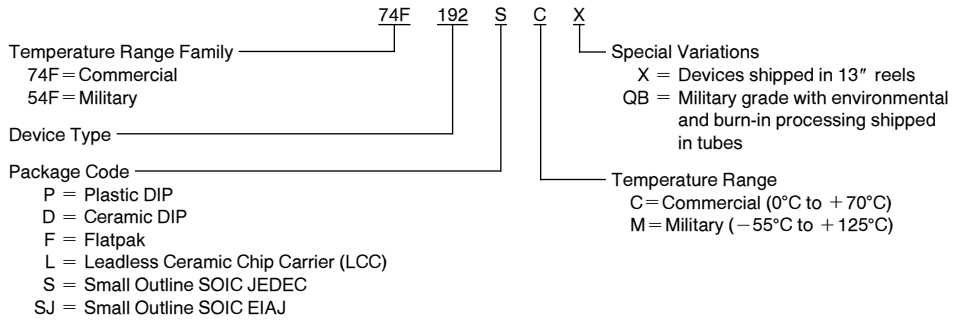 74F 192 S C X
Temperature Range Family
74F = Commercial
54F = Military
Device Type
Package Code
P = Plastic DIP
D = Ceramic DIP
F = Flatpak
L = Leadless Ceramic Chip Carrier (LCC)
S = Small Outline SOIC JEDEC
SJ = Small Outline SOIC EIAJ
Special Variations
X = Devices shipped in 13″ reels
QB = Military grade with environmental
and burn-in processing shipped
in tubes
Temperature Range
C = Commercial (0°C to +70°C)
M = Military (−55°C to +125°C)